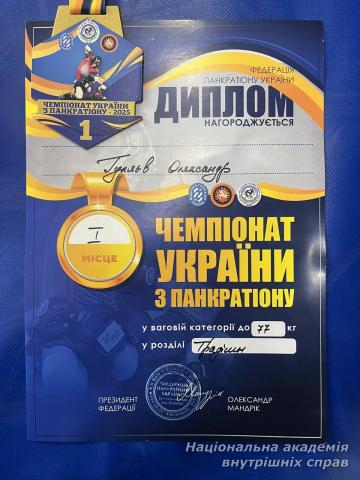 ФЕДЕРАЦІЯ
ПАНКРАТІОНУ УКРАЇНИ
ДИПЛОМ
НАГОРОДЖУЄТЬСЯ
ЧЕМПІОНАТ УКРАЇНИ
З ПАНКРАТІОНУ - 2025
1
Олександр
I
МІСЦЕ
ЧЕМПІОНАТ
УКРАЇНИ
З ПАНКРАТІОНУ
у ваговій категорії до 77 кг
у розділі
ПРЕЗИДЕНТ
ФЕДЕРАЦІЇ
ОЛЕКСАНДР
МАНДРІК
Національна академія
внутрішніх справ